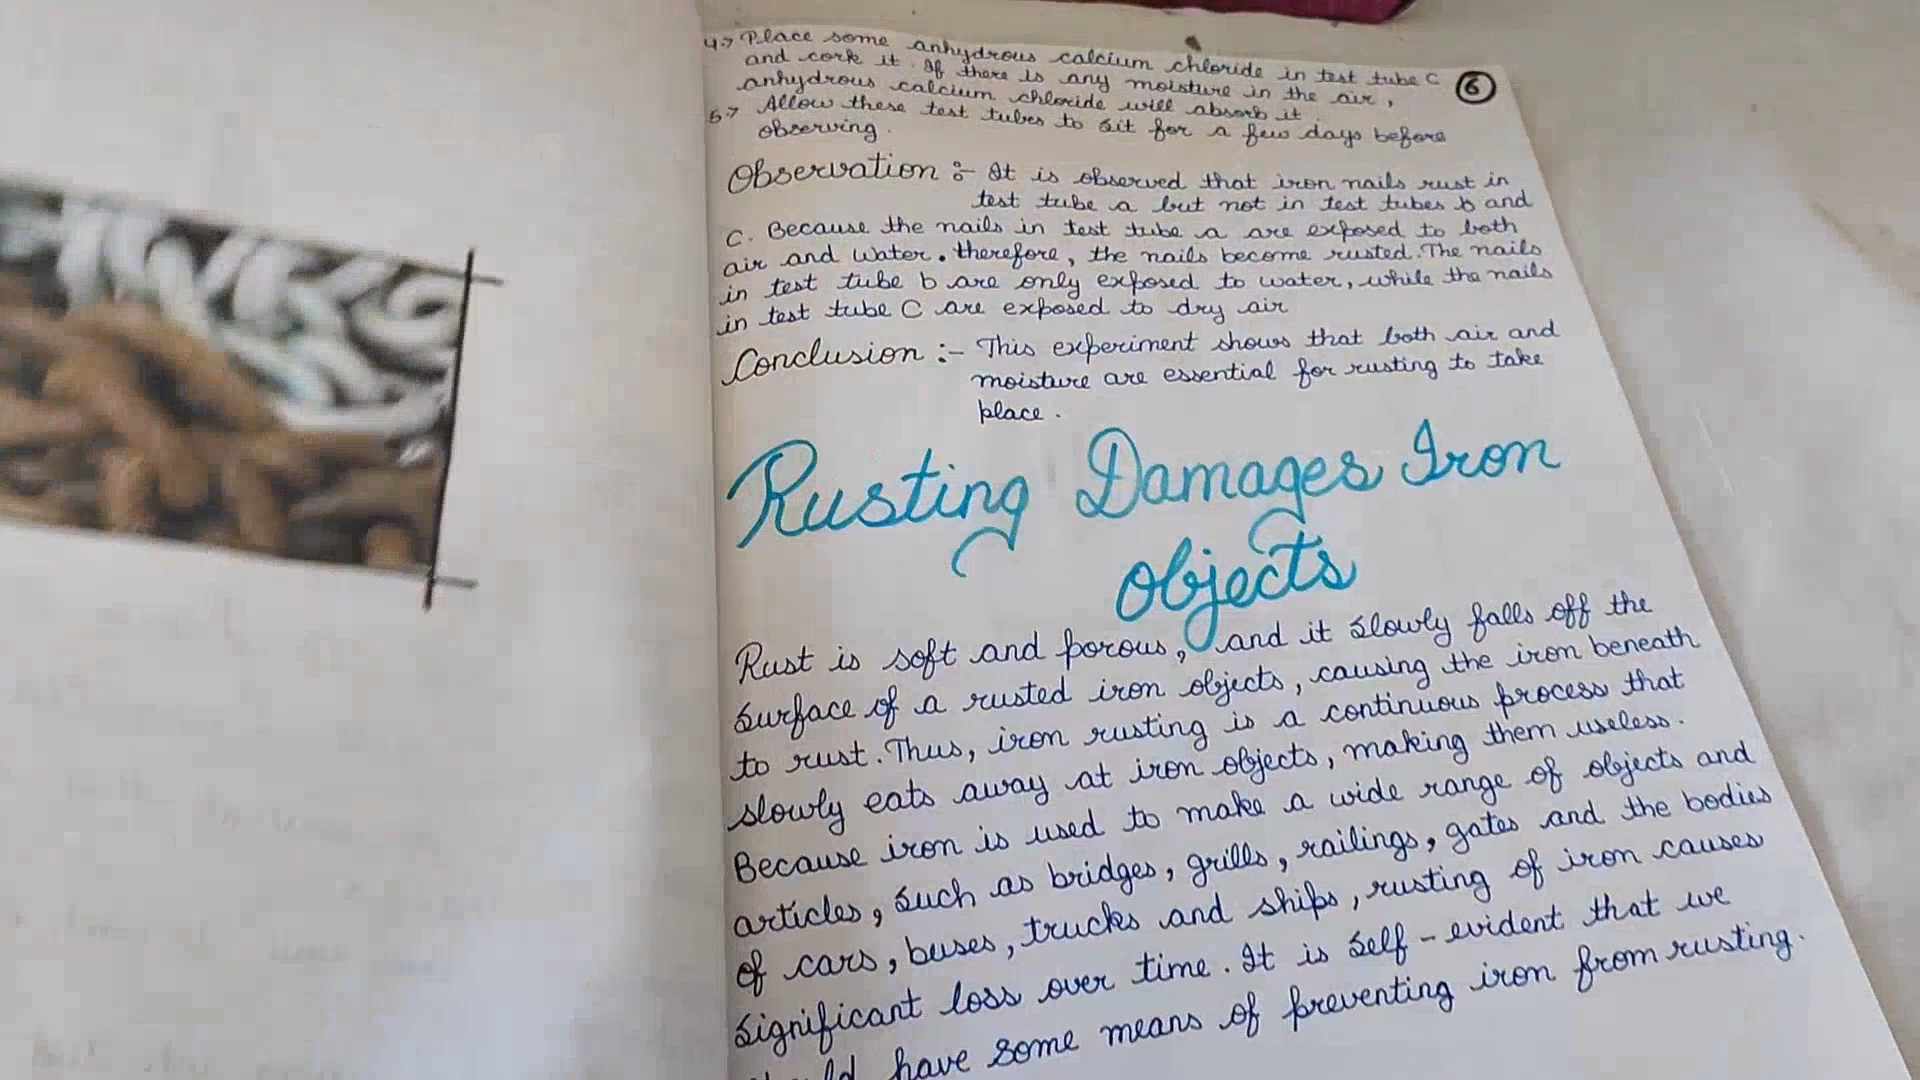 4.→ Place some anhydrous calcium chloride in test tube C
and cork it. If there is any moisture in the air,
anhydrous calcium chloride will absorb it.
5.→ Allow these test tubes to sit for a few days before
observing.
6
Observation :- It is observed that iron nails rust in
test tube a but not in test tubes b and
C. Because the nails in test tube a are exposed to both
air and water. therefore, the nails become rusted. The nails
in test tube b are only exposed to water, while the nails
in test tube C are exposed to dry air
Conclusion :- This experiment shows that both air and
moisture are essential for rusting to take
place.
Rusting Damages Iron
objects
Rust is soft and porous, and it slowly falls off the
surface of a rusted iron objects, causing the iron beneath
to rust. Thus, iron rusting is a continuous process that
slowly eats away at iron objects, making them useless.
Because iron is used to make a wide range of objects and
articles, such as bridges, grills, railings, gates and the bodies
of cars, buses, trucks and ships, rusting of iron causes
significant loss over time. It is self-evident that we
have some means of preventing iron from rusting.